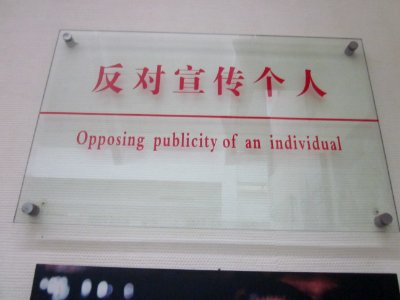 反对宣传个人
Opposing publicity of an individual